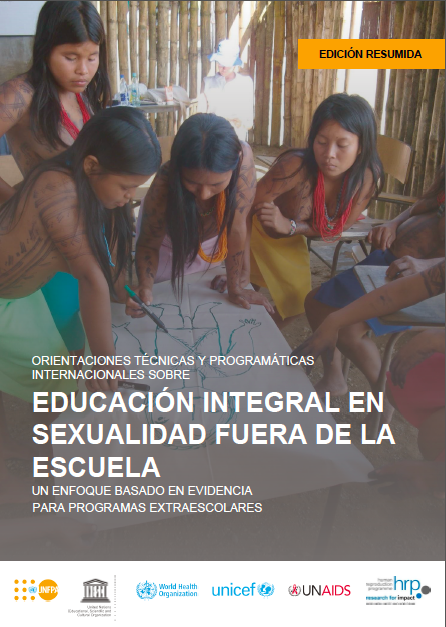 EDICIÓN RESUMIDA
ORIENTACIONES TÉCNICAS Y PROGRAMÁTICAS
INTERNACIONALES SOBRE
EDUCACIÓN INTEGRAL EN
SEXUALIDAD FUERA DE LA
ESCUELA
UN ENFOQUE BASADO EN EVIDENCIA
PARA PROGRAMAS EXTRAESCOLARES
UNFPA
United Nations
Educational, Scientific and
Cultural Organization
World Health
Organization
unicef
UNAIDS
human
reproduction
programme
hrp
research for impact